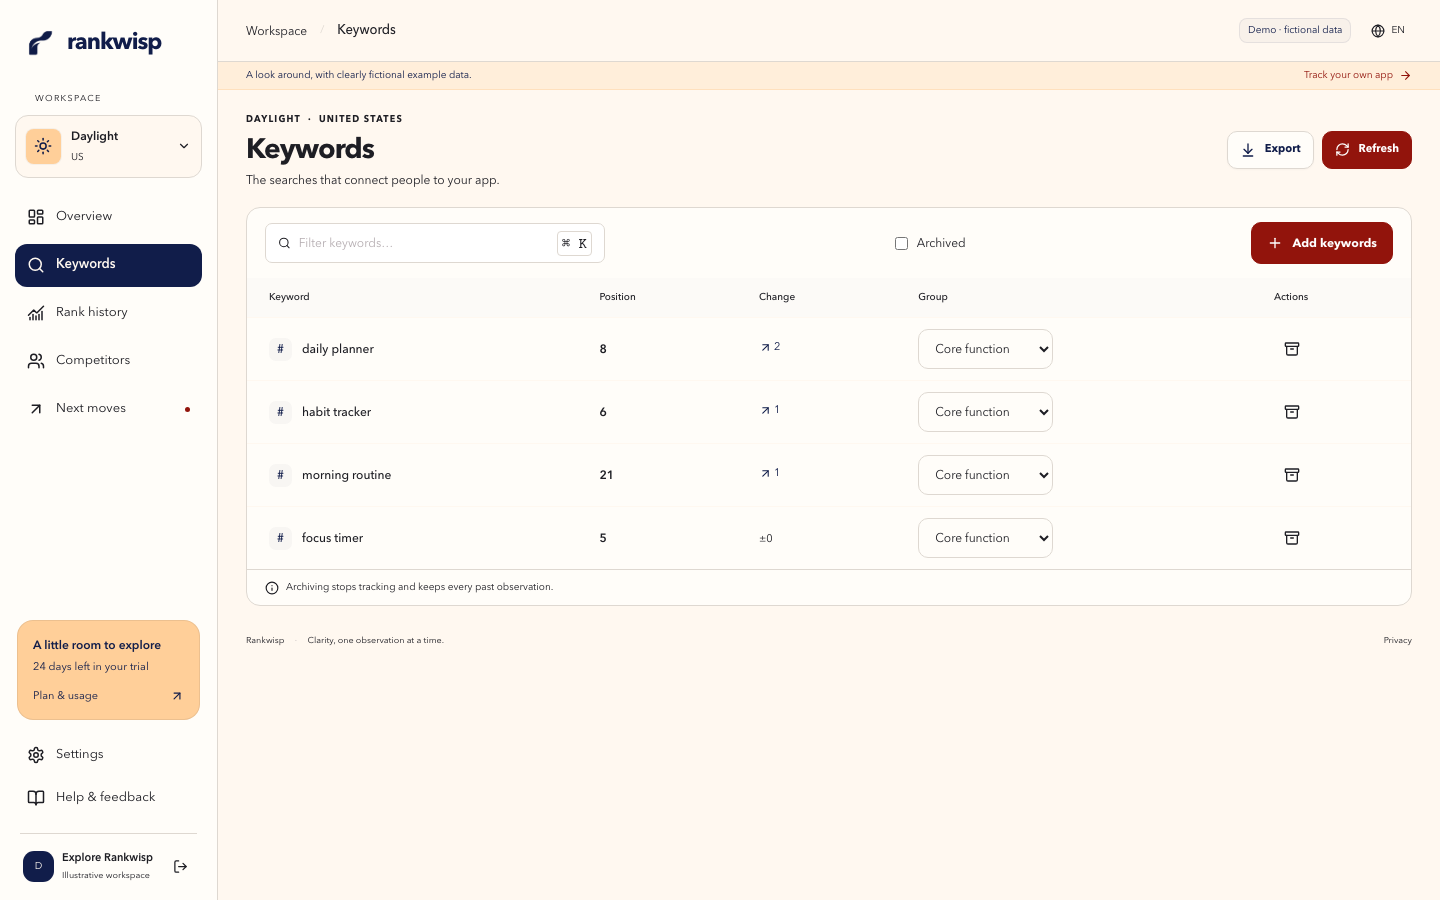 rankwisp
WORKSPACE
Daylight
US
Overview
Keywords
Rank history
Competitors
Next moves
A little room to explore
24 days left in your trial
Plan & usage
Settings
Help & feedback
D
Explore Rankwisp
Illustrative workspace
Workspace / Keywords
Demo · fictional data
EN
A look around, with clearly fictional example data.
Track your own app
DAYLIGHT · UNITED STATES
Keywords
The searches that connect people to your app.
Export
Refresh
Filter keywords…
⌘ K
Archived
Add keywords
Keyword Position Change Group Actions
# daily planner 8 2 Core function
# habit tracker 6 1 Core function
# morning routine 21 1 Core function
# focus timer 5 ±0 Core function
Archiving stops tracking and keeps every past observation.
Rankwisp · Clarity, one observation at a time.
Privacy